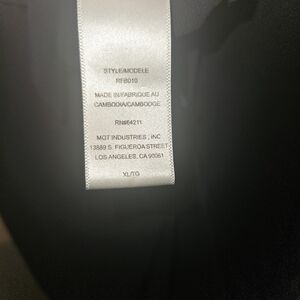 STYLE/MODELE
RFB010
MADE IN/FABRIQUE AU
CAMBODIA/CAMBODGE
RN#64211
MGT INDUSTRIES, INC
13889 S. FIGUEROA STREET
LOS ANGELES, CA 90061
XL/TG